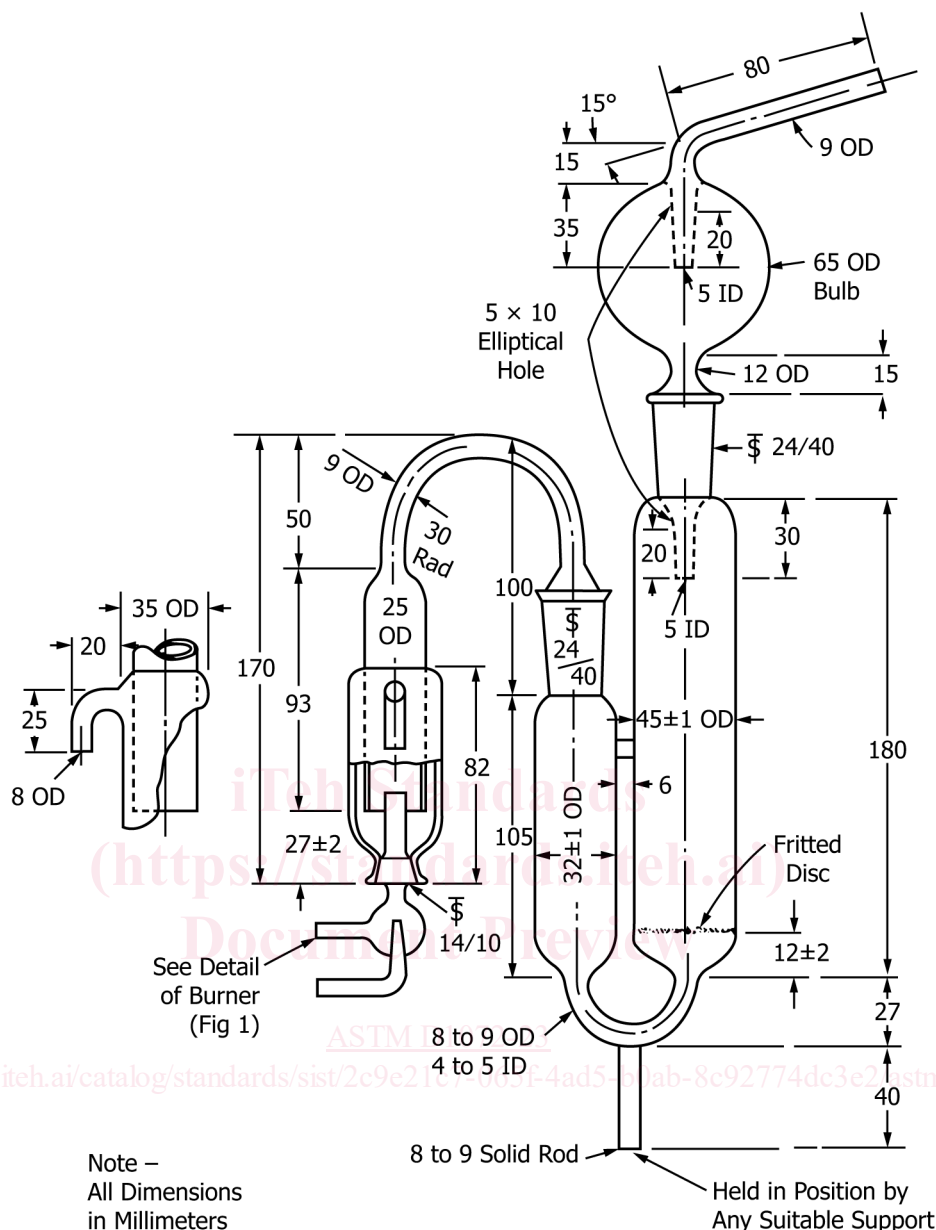 80
15°
15
9 OD
35
20
65 OD
Bulb
5 ID
5 × 10
Elliptical
Hole
12 OD
15
S 24/40
9 OD
50
30
Rad
30
20
100
5 ID
25
OD
S
24
40
35 OD
20
170
93
25
45±1 OD
180
82
8 OD
6
iTeh Standards
27±2
105
32±1 OD
Fritted
Disc
(https://standards.iteh.ai)
S
14/10
Document Preview
12±2
See Detail
of Burner
(Fig 1)
27
8 to 9 OD
4 to 5 ID
40
8 to 9 Solid Rod
Note –
All Dimensions
in Millimeters
Held in Position by
Any Suitable Support